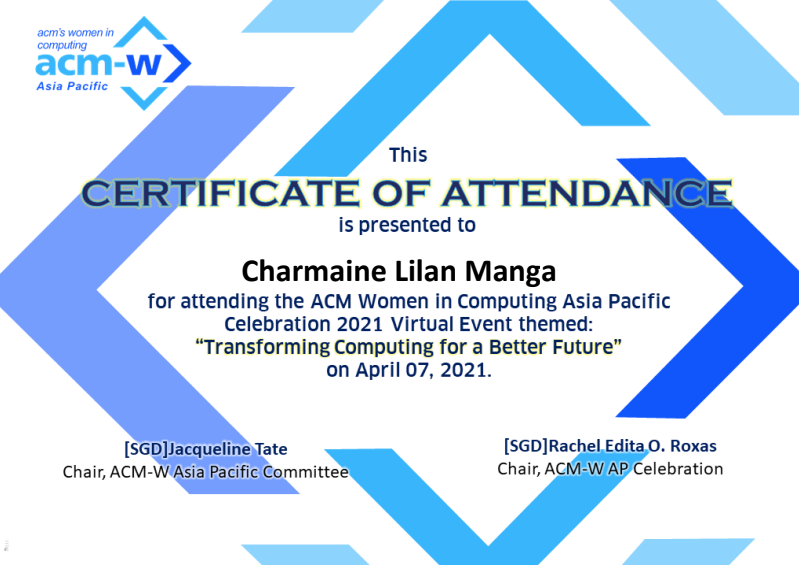 acm's women in
computing
acm-w
Asia Pacific
This
CERTIFICATE OF ATTENDANCE
is presented to
Charmaine Lilan Manga
for attending the ACM Women in Computing Asia Pacific
Celebration 2021 Virtual Event themed:
“Transforming Computing for a Better Future”
on April 07, 2021.
[SGD]Jacqueline Tate
Chair, ACM-W Asia Pacific Committee
[SGD]Rachel Edita O. Roxas
Chair, ACM-W AP Celebration